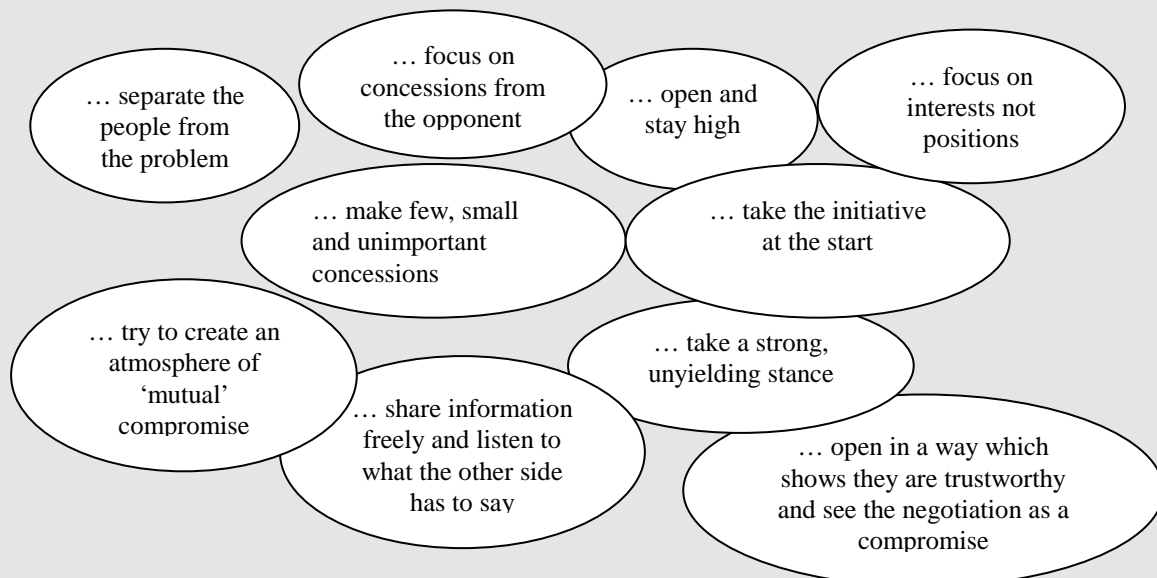 … separate the
people from
the problem
… focus on
concessions from
the opponent
… open and
stay high
… focus on
interests not
positions
… make few, small
and unimportant
concessions
… take the initiative
at the start
… try to create an
atmosphere of
‘mutual’
compromise
… share information
freely and listen to
what the other side
has to say
… take a strong,
unyielding stance
… open in a way which
shows they are trustworthy
and see the negotiation as a
compromise